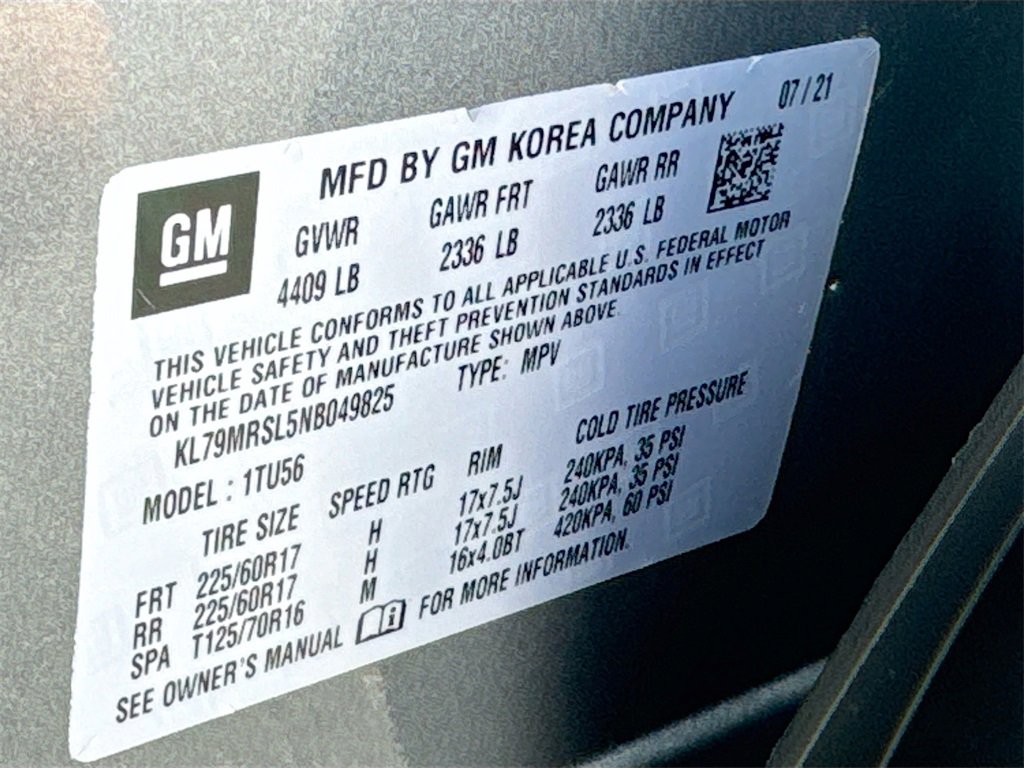 GM
MFD BY GM KOREA COMPANY 07 / 21
GVWR GAWR FRT GAWR RR
4409 LB 2336 LB 2336 LB
THIS VEHICLE CONFORMS TO ALL APPLICABLE U.S. FEDERAL MOTOR
VEHICLE SAFETY AND THEFT PREVENTION STANDARDS IN EFFECT
ON THE DATE OF MANUFACTURE SHOWN ABOVE.
KL79MRSL5NB049825 TYPE: MPV
MODEL : 1TU56
TIRE SIZE SPEED RTG RIM COLD TIRE PRESSURE
FRT 225/60R17 H 17x7.5J 240KPA, 35 PSI
RR 225/60R17 H 17x7.5J 240KPA, 35 PSI
SPA T125/70R16 M 16x4.0BT 420KPA, 60 PSI
SEE OWNER'S MANUAL FOR MORE INFORMATION.